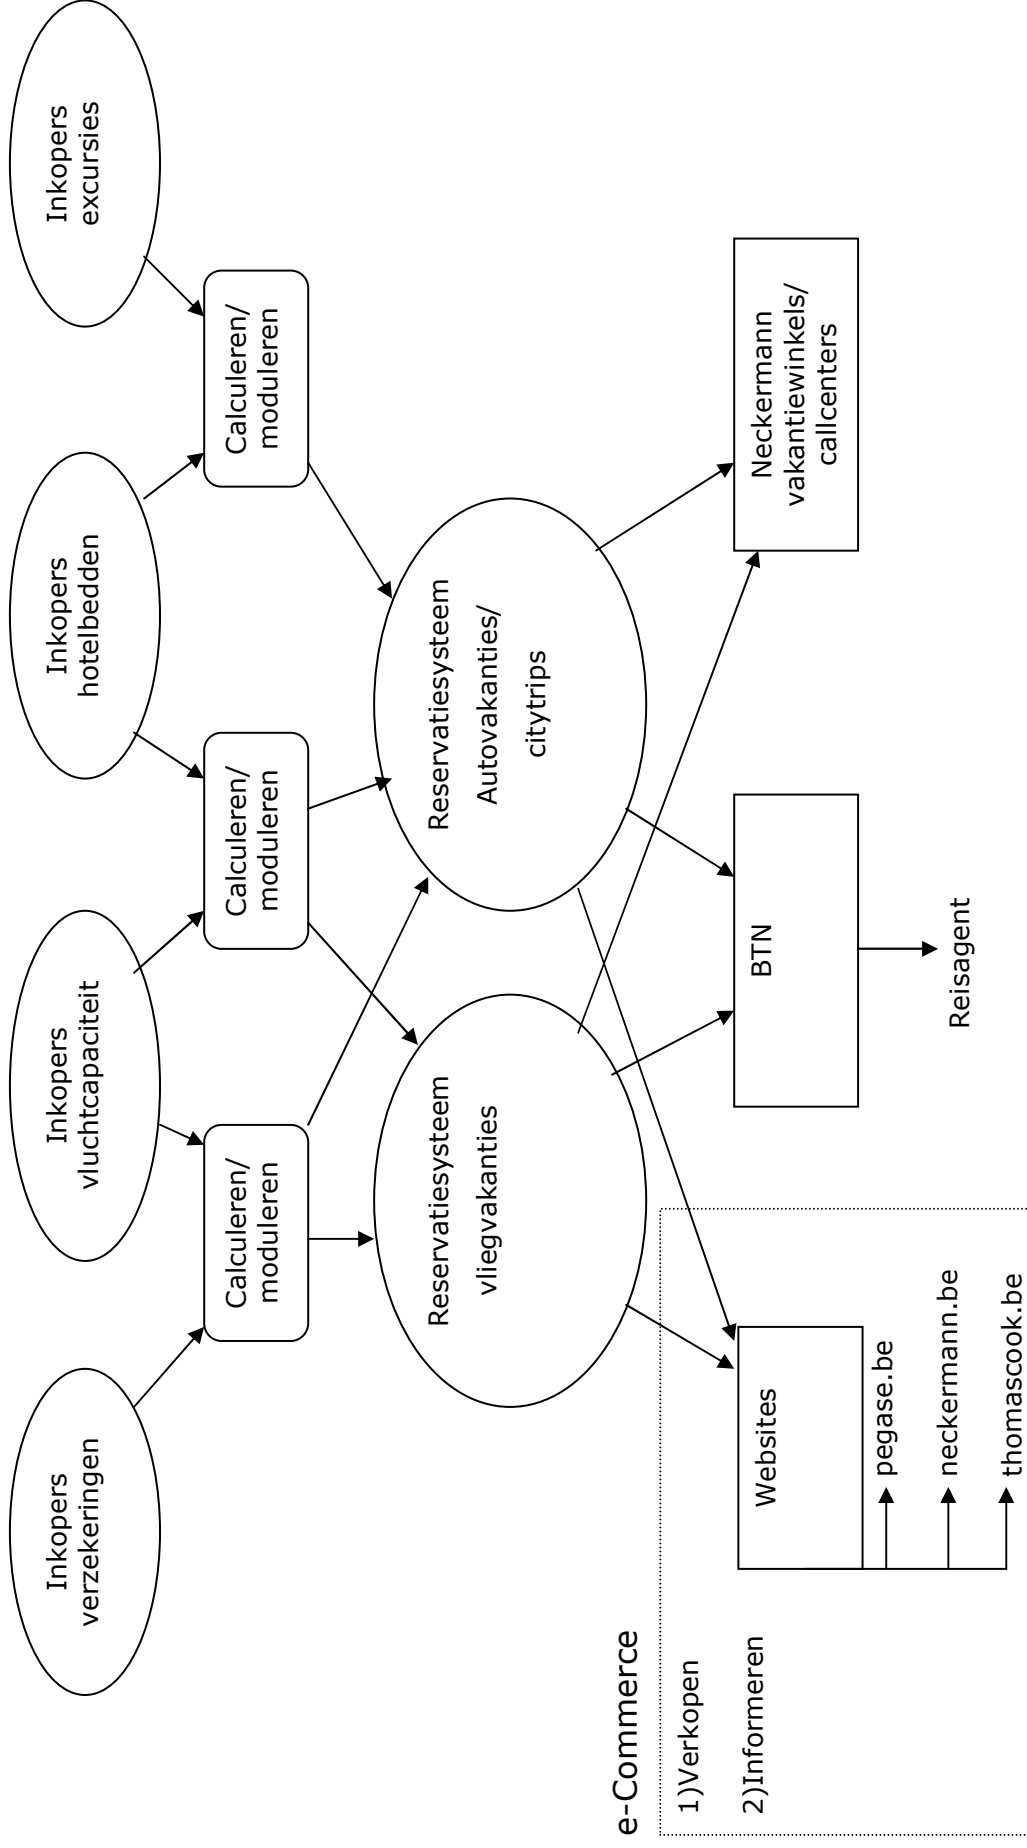 Inkopers
verzekeringen
Inkopers
vluchtcapaciteit
Inkopers
hotelbedden
Inkopers
excursies
Calculeren/
moduleren
Calculeren/
moduleren
Calculeren/
moduleren
Reservatiesysteem
vliegvakanties
Reservatiesysteem
Autovakanties/
citytrips
e-Commerce
1)Verkopen
2)Informeren
Websites
pegase.be
neckermann.be
thomascook.be
BTN
Reisagent
Neckermann
vakantiewinkels/
callcenters